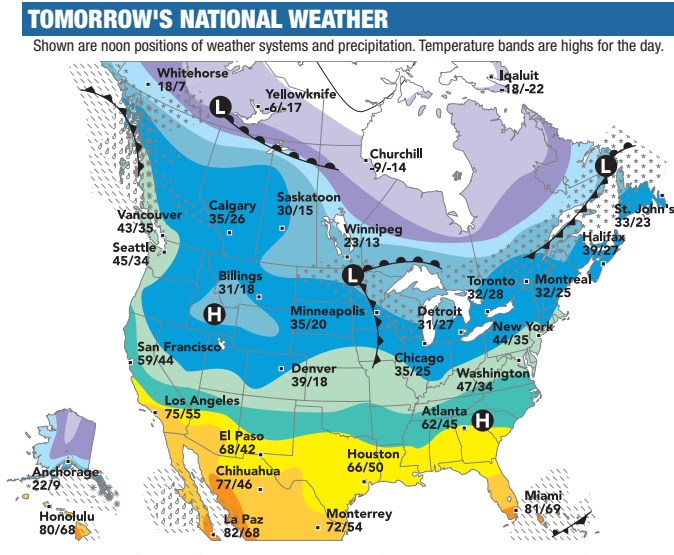 TOMORROW'S NATIONAL WEATHER
Shown are noon positions of weather systems and precipitation. Temperature bands are highs for the day.
Whitehorse
18/7
Iqaluit
-18/-22
Yellowknife
-6/-17
L
Churchill
-9/-14
L
Calgary
35/26
Saskatoon
30/15
St. John's
33/23
Vancouver
43/35
Winnipeg
23/13
Halifax
39/27
Seattle
45/34
L
Billings
31/18
Toronto
32/28
Montreal
32/25
H
Minneapolis
35/20
Detroit
31/27
New York
44/35
San Francisco
59/44
Chicago
35/25
Denver
39/18
Washington
47/34
Los Angeles
75/55
Atlanta
62/45
H
El Paso
68/42
Houston
66/50
Chihuahua
77/46
Anchorage
22/9
Miami
81/69
Honolulu
80/68
La Paz
82/68
Monterrey
72/54